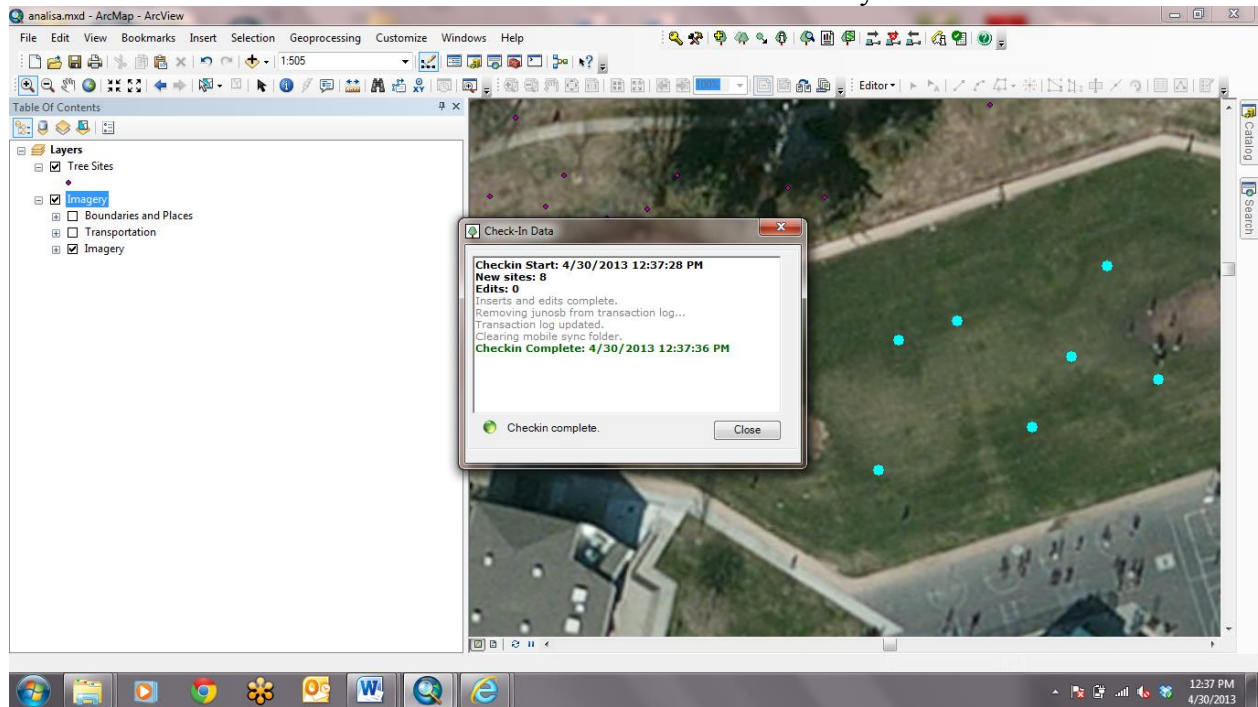 analisa.mxd - ArcMap - ArcView
File Edit View Bookmarks Insert Selection Geoprocessing Customize Windows Help
1:505
100%
Editor
Table Of Contents
Layers
Tree Sites
Imagery
Boundaries and Places
Transportation
Imagery
Check-In Data
Checkin Start: 4/30/2013 12:37:28 PM
New sites: 8
Edits: 0
Inserts and edits complete.
Removing junosb from transaction log...
Transaction log updated.
Clearing mobile sync folder.
Checkin Complete: 4/30/2013 12:37:36 PM
Checkin complete.
Close
Catalog
Search
12:37 PM
4/30/2013